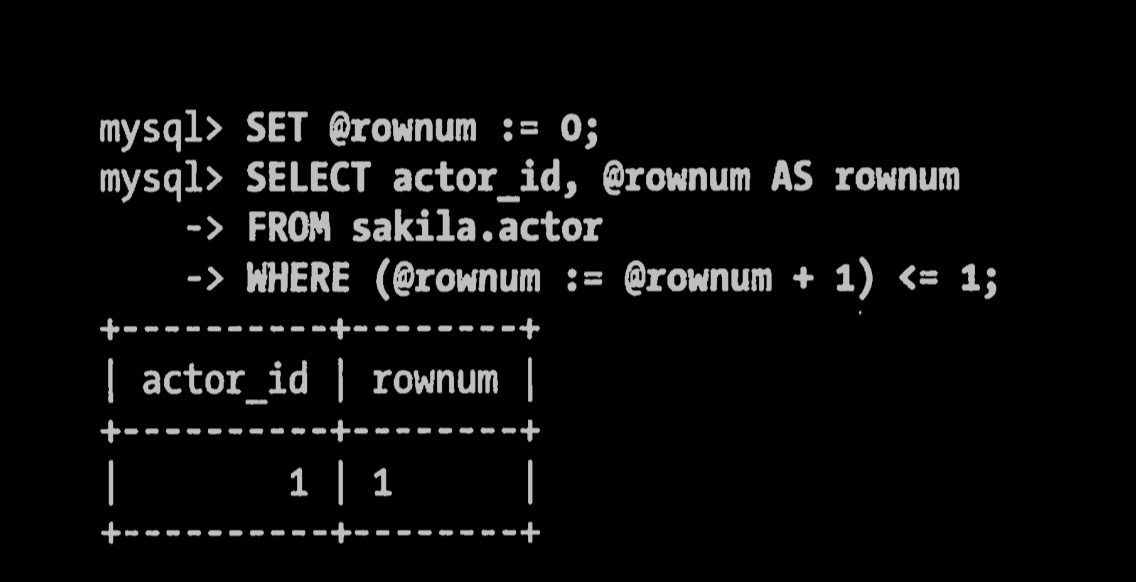 mysql> SET @rownum := 0;
mysql> SELECT actor_id, @rownum AS rownum
    -> FROM sakila.actor
    -> WHERE (@rownum := @rownum + 1) <= 1;
+----------+--------+
| actor_id | rownum |
+----------+--------+
|        1 | 1      |
+----------+--------+